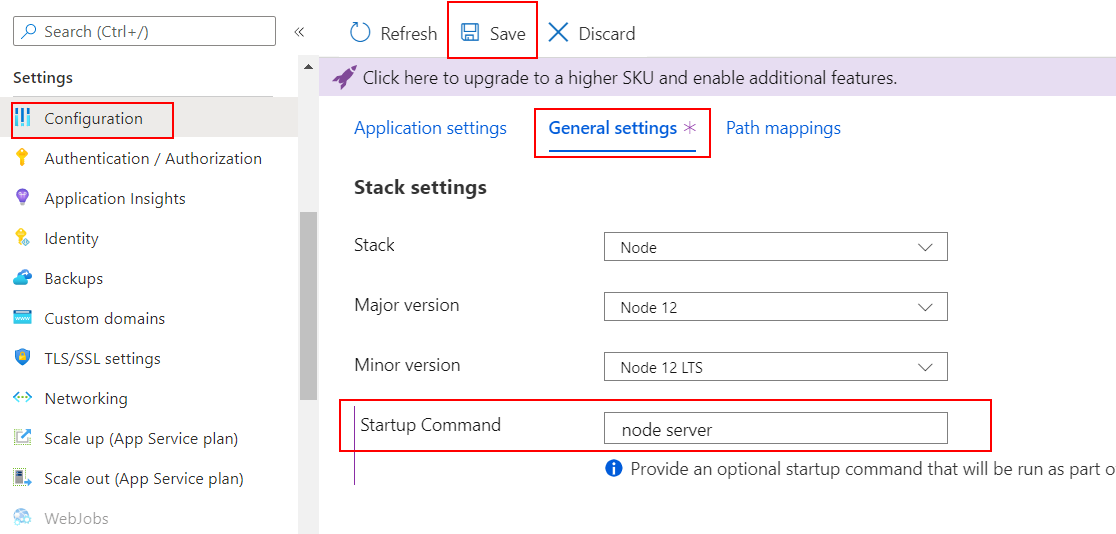 Search (Ctrl+/)
«
Refresh
Save
Discard
Settings
Click here to upgrade to a higher SKU and enable additional features.
Configuration
Authentication / Authorization
Application Insights
Identity
Backups
Custom domains
TLS/SSL settings
Networking
Scale up (App Service plan)
Scale out (App Service plan)
WebJobs
Application settings
General settings *
Path mappings
Stack settings
Stack
Node
Major version
Node 12
Minor version
Node 12 LTS
Startup Command
node server
Provide an optional startup command that will be run as part o